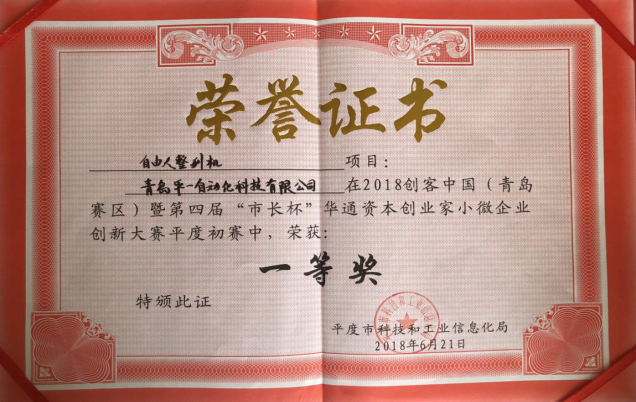 荣誉证书
自由人整列机 项目:
青岛平一自动化科技有限公司 在2018创客中国(青岛
赛区)暨第四届“市长杯”华通资本创业家小微企业
创新大赛平度初赛中，荣获:
一等奖
特颁此证
平度市科技和工业信息化局
2018年6月21日